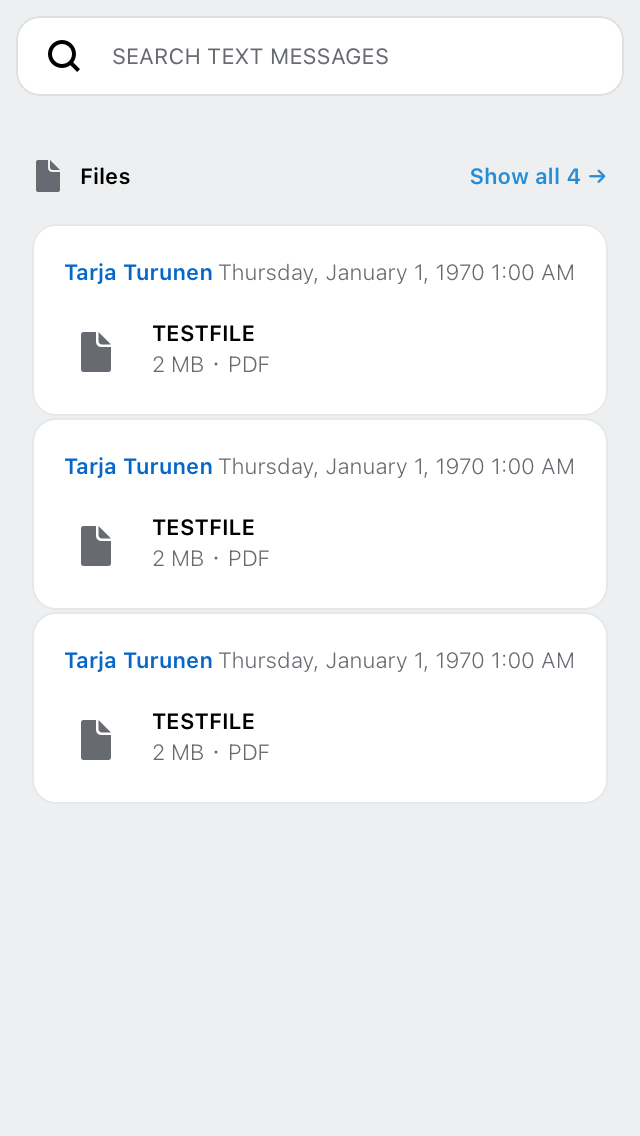 SEARCH TEXT MESSAGES
Files Show all 4 →
Tarja Turunen Thursday, January 1, 1970 1:00 AM
TESTFILE
2 MB · PDF
Tarja Turunen Thursday, January 1, 1970 1:00 AM
TESTFILE
2 MB · PDF
Tarja Turunen Thursday, January 1, 1970 1:00 AM
TESTFILE
2 MB · PDF